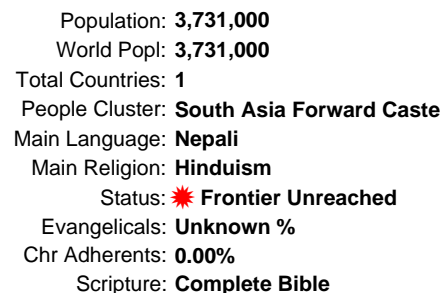 Population: 3,731,000
World Popl: 3,731,000
Total Countries: 1
People Cluster: South Asia Forward Caste
Main Language: Nepali
Main Religion: Hinduism
Status: Frontier Unreached
Evangelicals: Unknown %
Chr Adherents: 0.00%
Scripture: Complete Bible